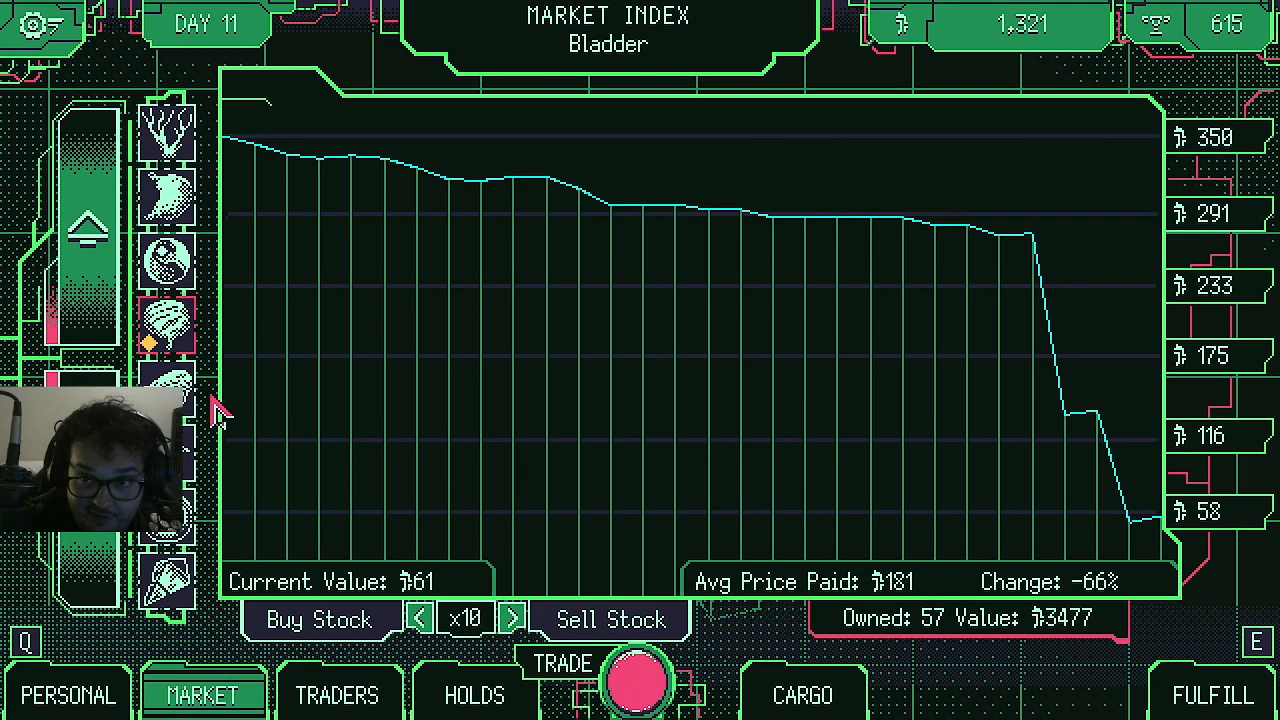 DAY 11
MARKET INDEX
Bladder
1,321
615
350
291
233
175
116
58
Current Value: 61
Avg Price Paid: 181
Change: -66%
Buy Stock
x10
Sell Stock
Owned: 57 Value: 3477
Q
E
TRADE
PERSONAL
MARKET
TRADERS
HOLDS
CARGO
FULFILL